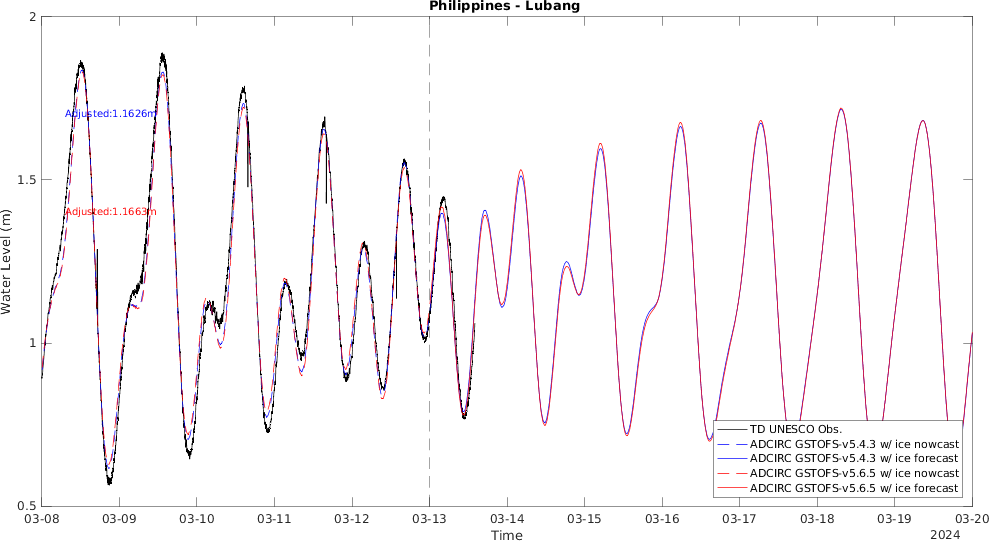 Philippines - Lubang
2
1.5
1
0.5
Water Level (m)
Adjusted:1.1626m
Adjusted:1.1663m
TD UNESCO Obs.
ADCIRC GSTOFS-v5.4.3 w/ ice nowcast
ADCIRC GSTOFS-v5.4.3 w/ ice forecast
ADCIRC GSTOFS-v5.6.5 w/ ice nowcast
ADCIRC GSTOFS-v5.6.5 w/ ice forecast
03-08 03-09 03-10 03-11 03-12 03-13 03-14 03-15 03-16 03-17 03-18 03-19 03-20
Time
2024